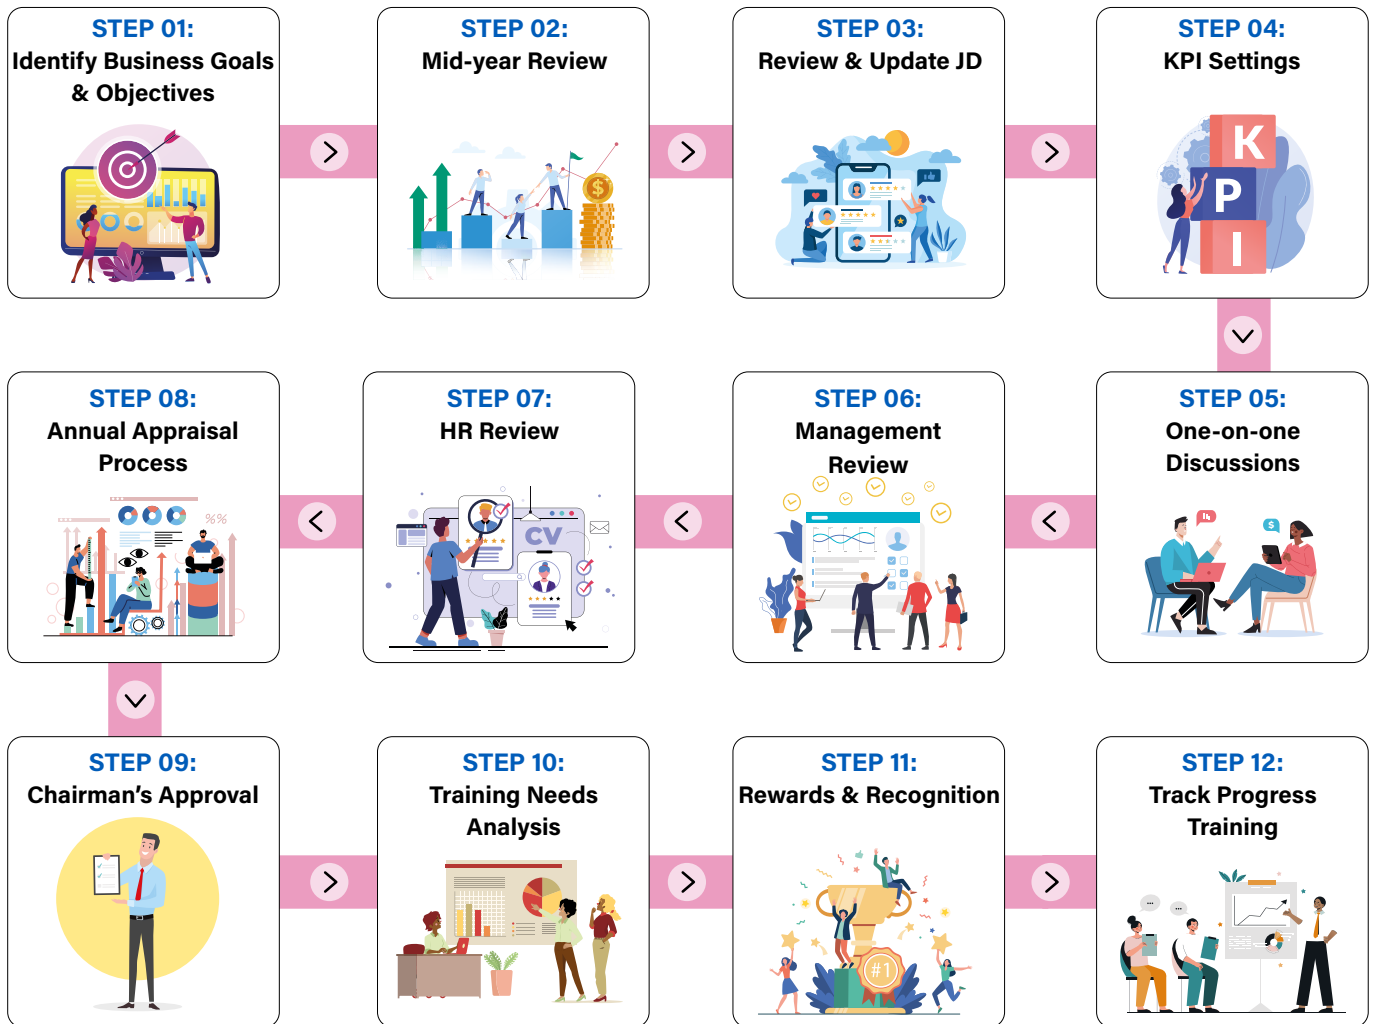 STEP 01:
Identify Business Goals
& Objectives
STEP 02:
Mid-year Review
STEP 03:
Review & Update JD
STEP 04:
KPI Settings
K
P
I
STEP 05:
One-on-one
Discussions
$
STEP 06:
Management
Review
STEP 07:
HR Review
CV
STEP 08:
Annual Appraisal
Process
%%
STEP 09:
Chairman's Approval
STEP 10:
Training Needs
Analysis
STEP 11:
Rewards & Recognition
#1
STEP 12:
Track Progress
Training